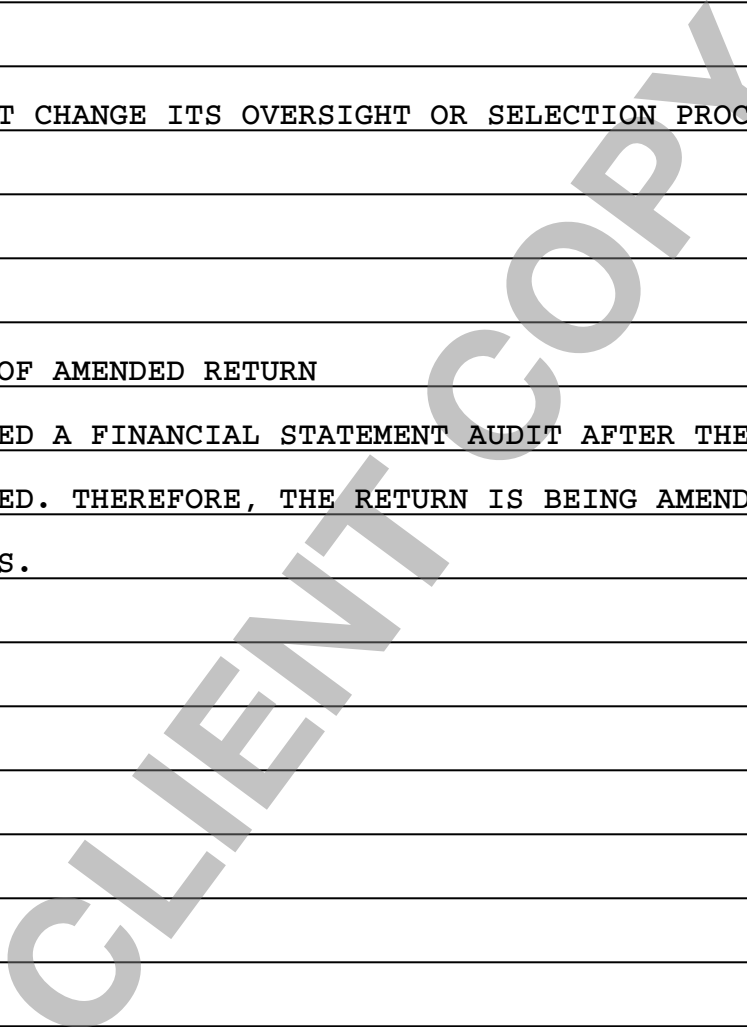 T CHANGE ITS OVERSIGHT OR SELECTION PROC
OF AMENDED RETURN
ED A FINANCIAL STATEMENT AUDIT AFTER THE
ED. THEREFORE, THE RETURN IS BEING AMEND
S.
CLIENT COPY